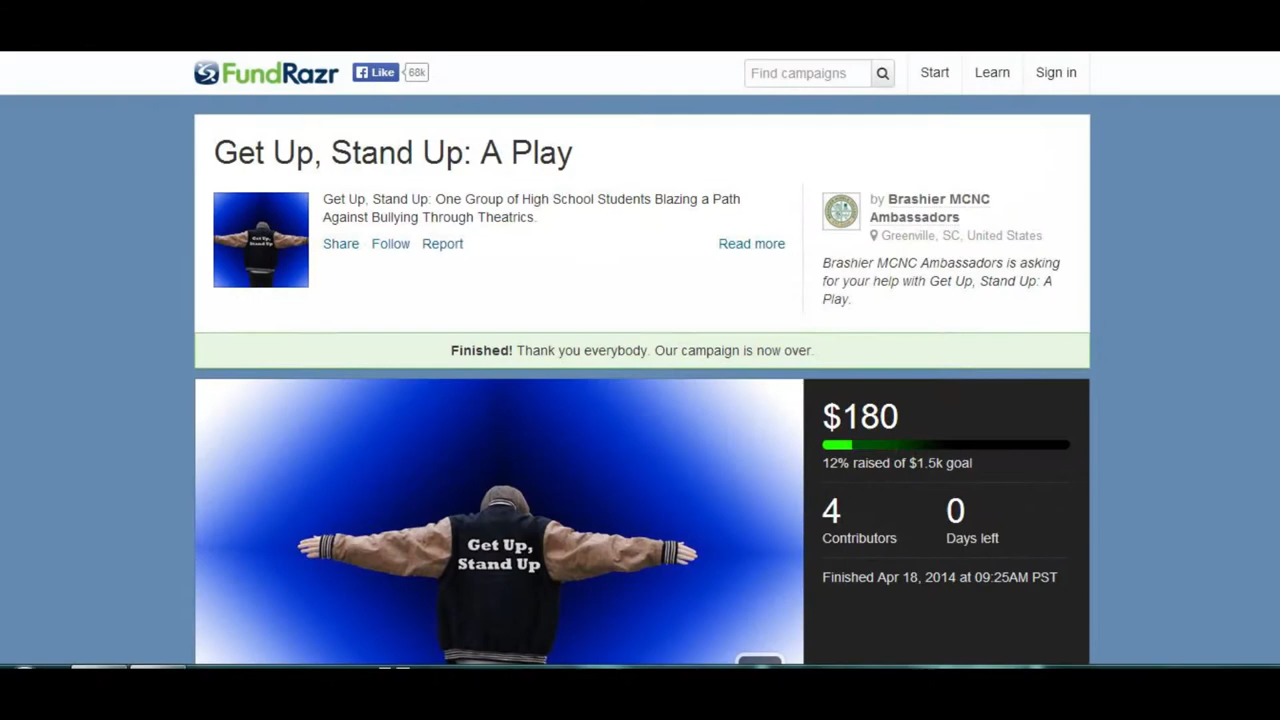 FundRazr
Like
68k
Find campaigns
Start
Learn
Sign in
Get Up, Stand Up: A Play
Get Up,
Stand Up
Get Up, Stand Up: One Group of High School Students Blazing a Path
Against Bullying Through Theatrics.
Share
Follow
Report
Read more
by Brashier MCNC
Ambassadors
Greenville, SC, United States
Brashier MCNC Ambassadors is asking
for your help with Get Up, Stand Up: A
Play.
Finished! Thank you everybody. Our campaign is now over.
Get Up,
Stand Up
$180
12% raised of $1.5k goal
4
Contributors
0
Days left
Finished Apr 18, 2014 at 09:25AM PST